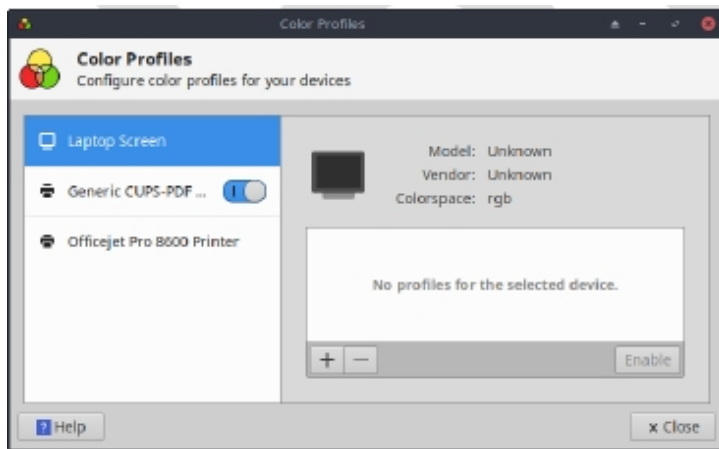 Color Profiles
Color Profiles
Configure color profiles for your devices
Laptop Screen
Generic CUPS-PDF ...
Officejet Pro 8600 Printer
Model: Unknown
Vendor: Unknown
Colorspace: rgb
No profiles for the selected device.
+ − Enable
? Help
x Close